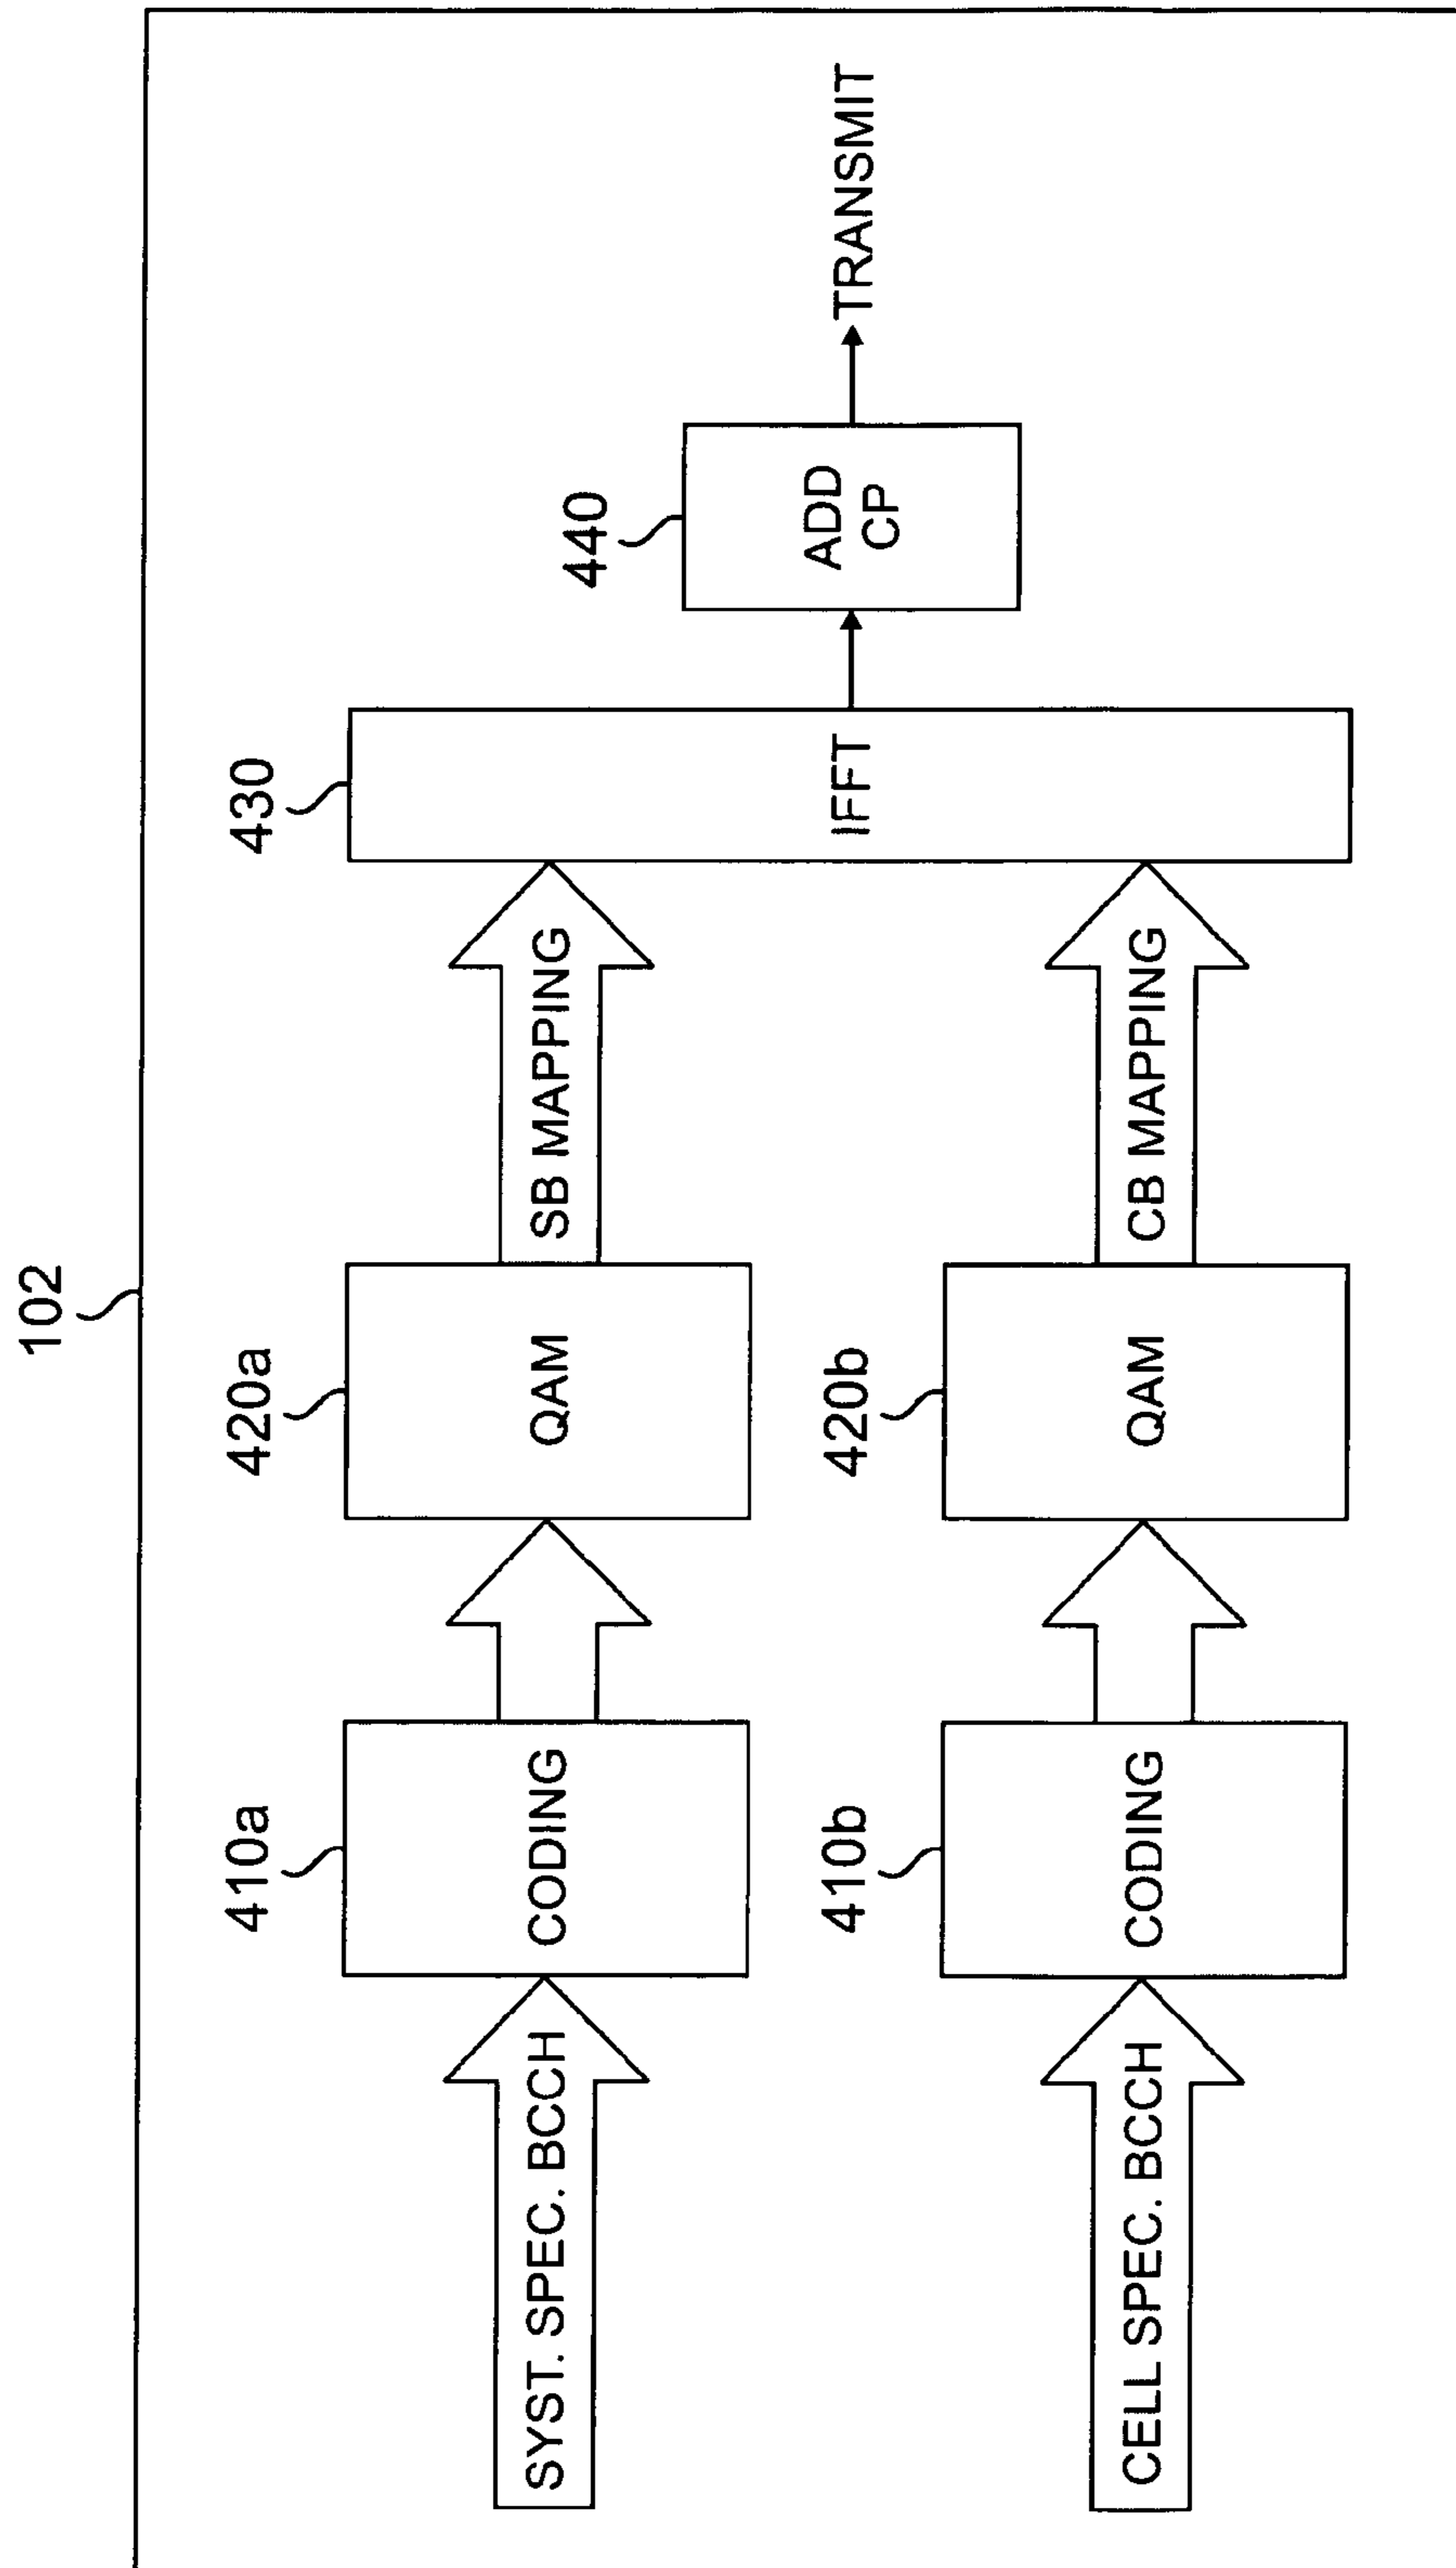 102
410a
420a
430
440
SYST. SPEC. BCCH
CODING
QAM
SB MAPPING
IFFT
ADD
CP
TRANSMIT
410b
420b
CELL SPEC. BCCH
CODING
QAM
CB MAPPING